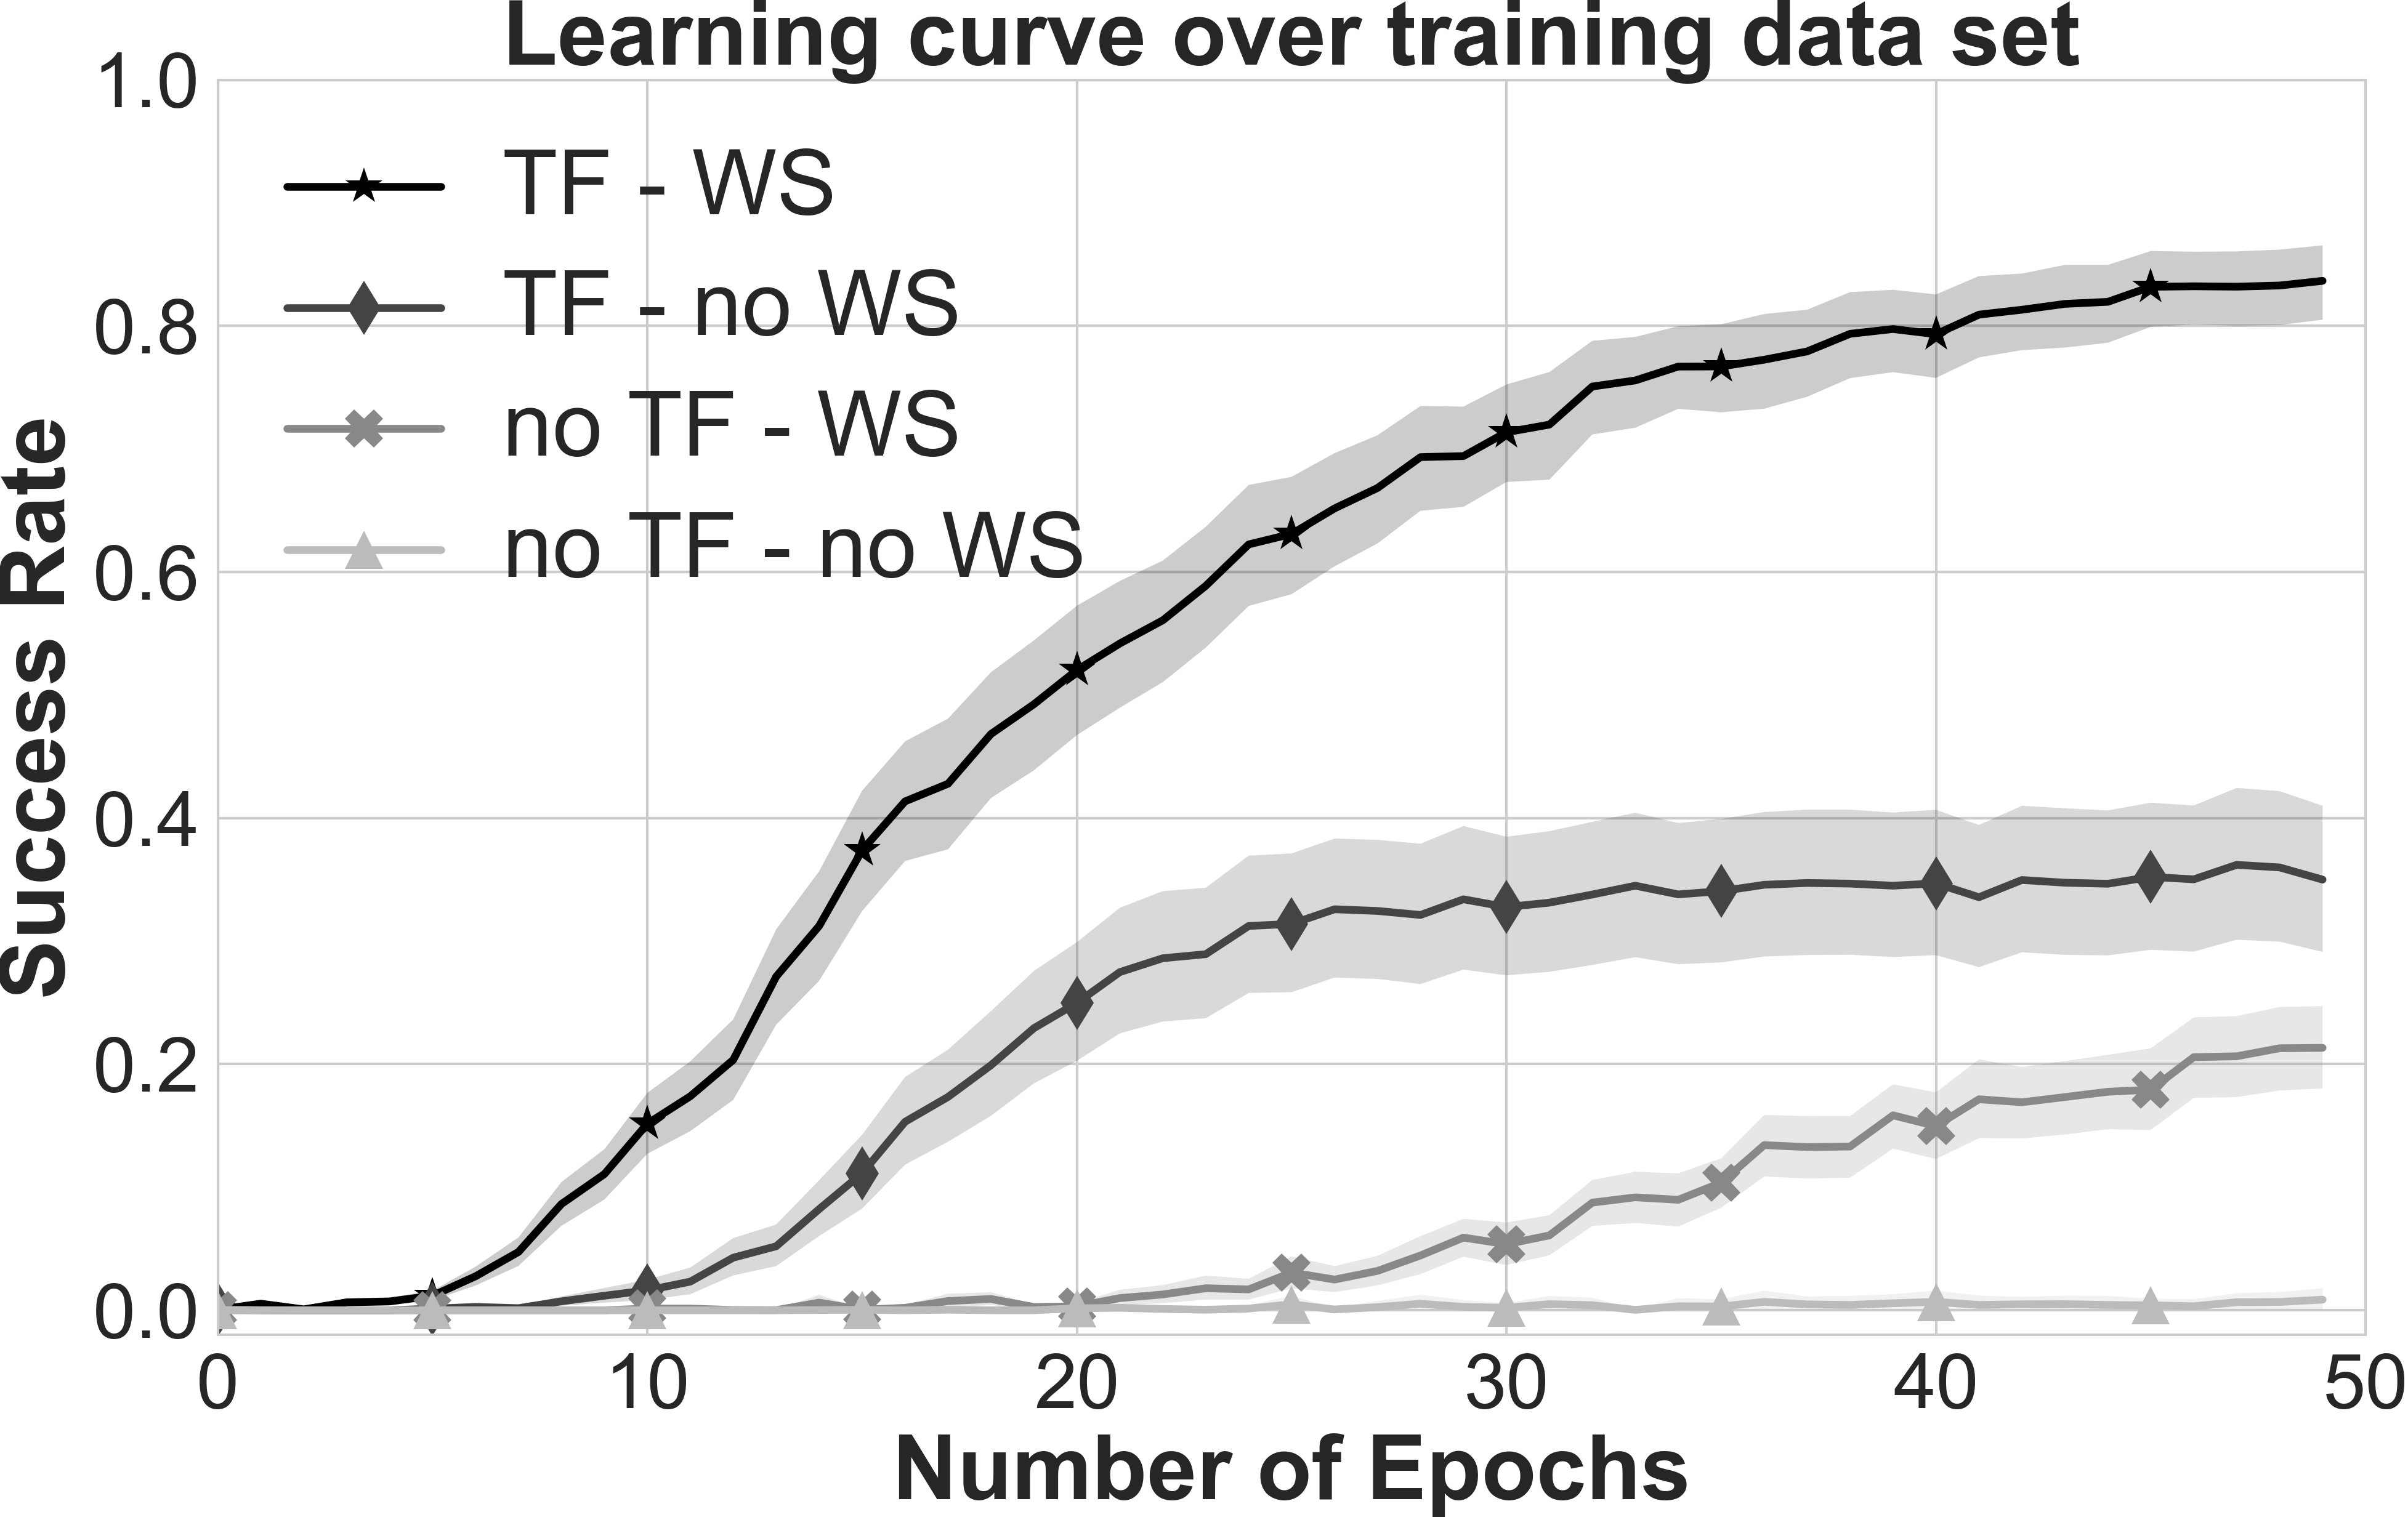 Learning curve over training data set
1.0
0.8
0.6
0.4
0.2
0.0
Success Rate
TF - WS
TF - no WS
no TF - WS
no TF - no WS
0 10 20 30 40 50
Number of Epochs